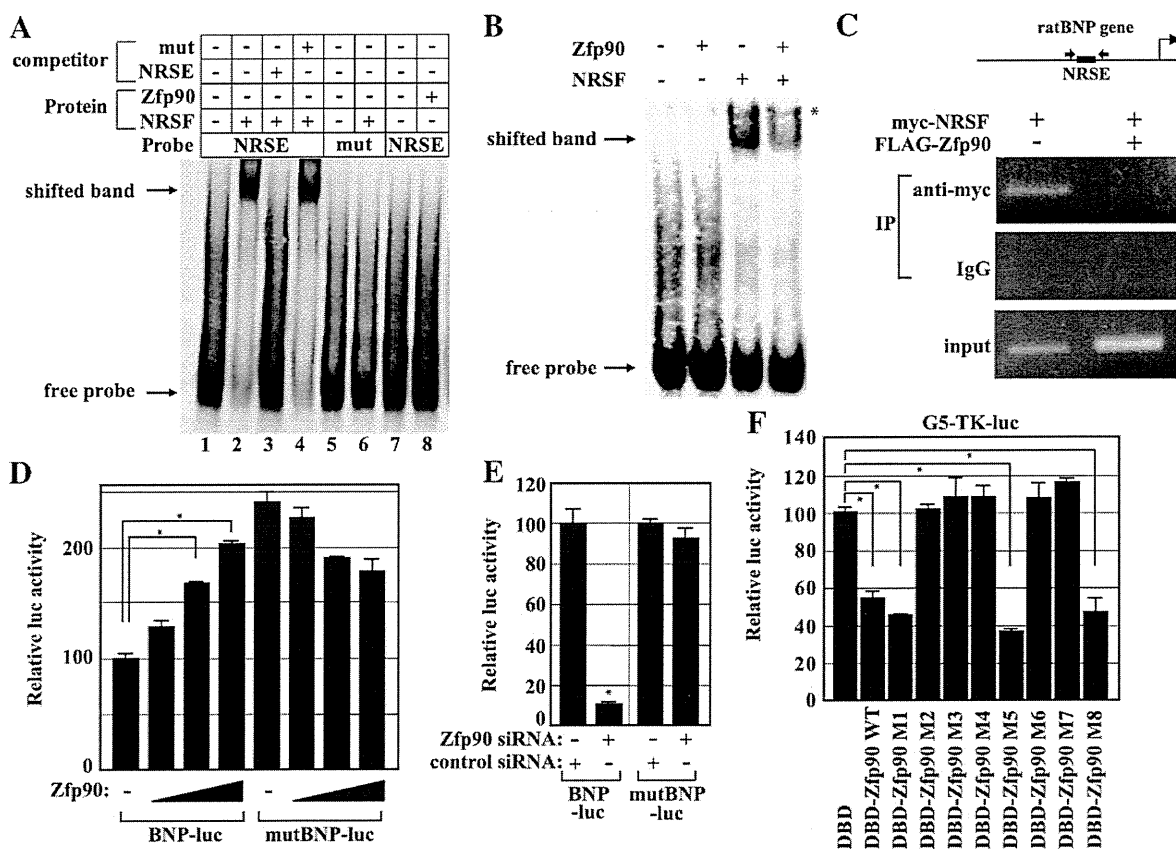 A
competitor
mut - - - + - - - -
NRSE - - + - - - - -
Protein
Zfp90 - - - - - - - +
NRSF - + + + - + - -
Probe NRSE mut NRSE
shifted band
free probe
1 2 3 4 5 6 7 8
B
Zfp90 - + - +
NRSF - - + +
*
shifted band
free probe
C
ratBNP gene
NRSE
myc-NRSF + +
FLAG-Zfp90 - +
IP
anti-myc
IgG
input
D
Relative luc activity
200
100
0
* *
Zfp90: - -
BNP-luc mutBNP-luc
E
Relative luc activity
120
100
80
60
40
20
0
*
Zfp90 siRNA: - + - +
control siRNA: + - + -
BNP
-luc
mutBNP
-luc
F
G5-TK-luc
Relative luc activity
140
120
100
80
60
40
20
0
* * * *
DBD
DBD-Zfp90 WT
DBD-Zfp90 M1
DBD-Zfp90 M2
DBD-Zfp90 M3
DBD-Zfp90 M4
DBD-Zfp90 M5
DBD-Zfp90 M6
DBD-Zfp90 M7
DBD-Zfp90 M8